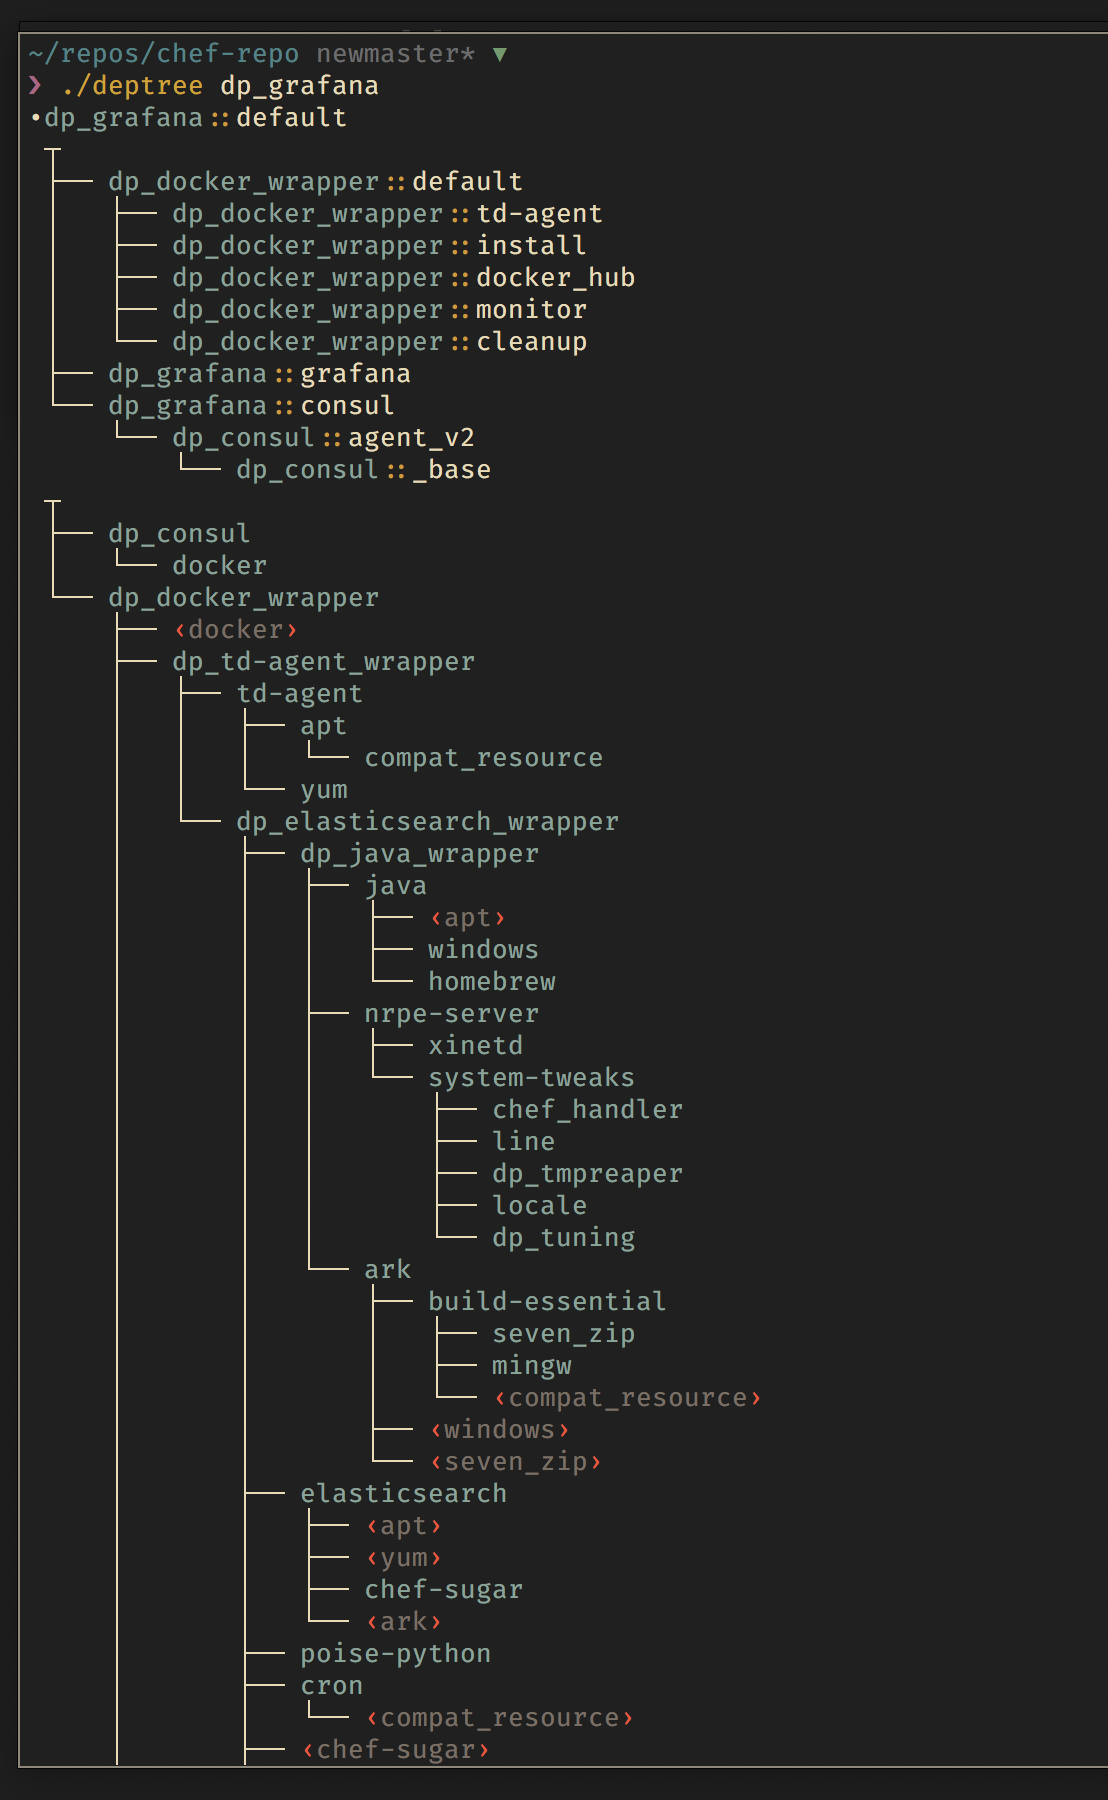 ~/repos/chef-repo newmaster* ▼
❯ ./deptree dp_grafana
•dp_grafana::default
dp_docker_wrapper::default
dp_docker_wrapper::td-agent
dp_docker_wrapper::install
dp_docker_wrapper::docker_hub
dp_docker_wrapper::monitor
dp_docker_wrapper::cleanup
dp_grafana::grafana
dp_grafana::consul
dp_consul::agent_v2
dp_consul::_base
dp_consul
docker
dp_docker_wrapper
‹docker›
dp_td-agent_wrapper
td-agent
apt
compat_resource
yum
dp_elasticsearch_wrapper
dp_java_wrapper
java
‹apt›
windows
homebrew
nrpe-server
xinetd
system-tweaks
chef_handler
line
dp_tmpreaper
locale
dp_tuning
ark
build-essential
seven_zip
mingw
‹compat_resource›
‹windows›
‹seven_zip›
elasticsearch
‹apt›
‹yum›
chef-sugar
‹ark›
poise-python
cron
‹compat_resource›
‹chef-sugar›